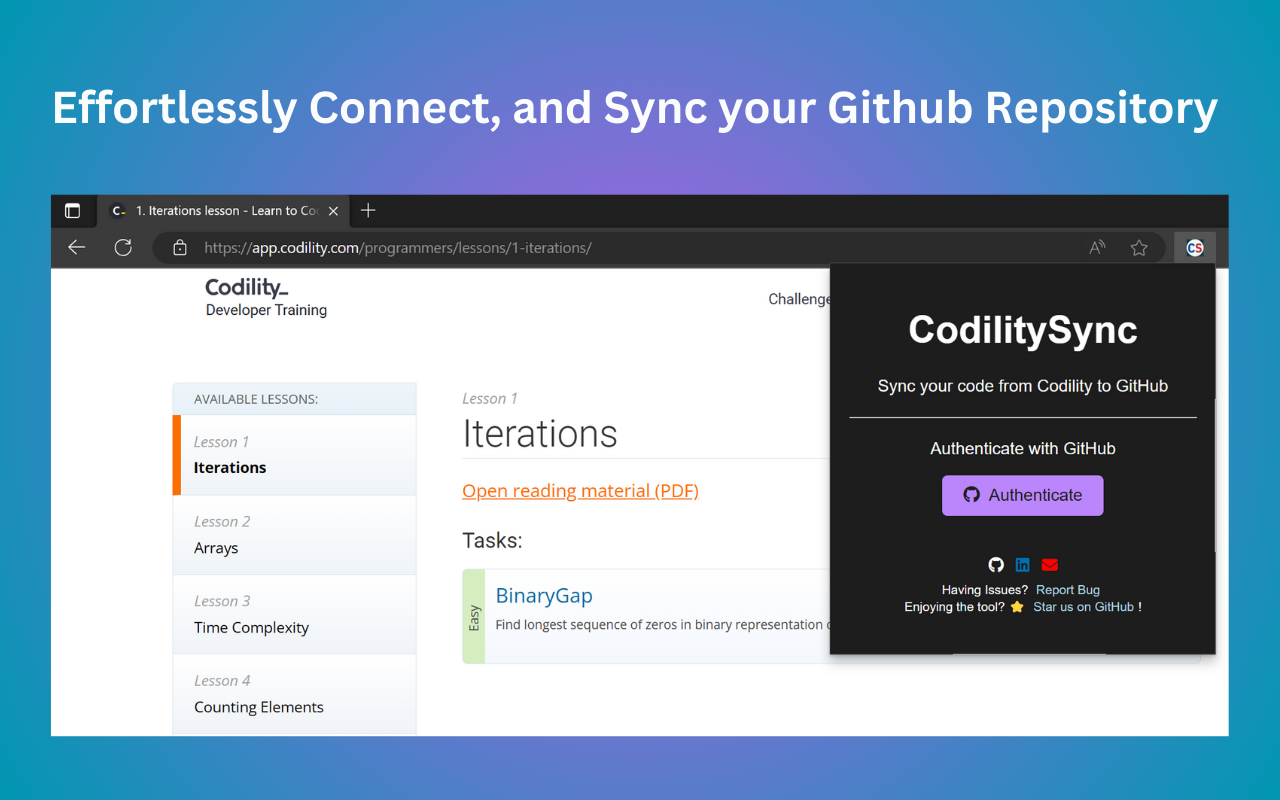 Effortlessly Connect, and Sync your Github Repository
C_ 1. Iterations lesson - Learn to Co
https://app.codility.com/programmers/lessons/1-iterations/
A
CS
Codility_
Developer Training
Challenge
CodilitySync
Sync your code from Codility to GitHub
Authenticate with GitHub
Authenticate
in
Having Issues? Report Bug
Enjoying the tool? ⭐ Star us on GitHub !
AVAILABLE LESSONS:
Lesson 1
Iterations
Lesson 2
Arrays
Lesson 3
Time Complexity
Lesson 4
Counting Elements
Lesson 1
Iterations
Open reading material (PDF)
Tasks:
Easy
BinaryGap
Find longest sequence of zeros in binary representation